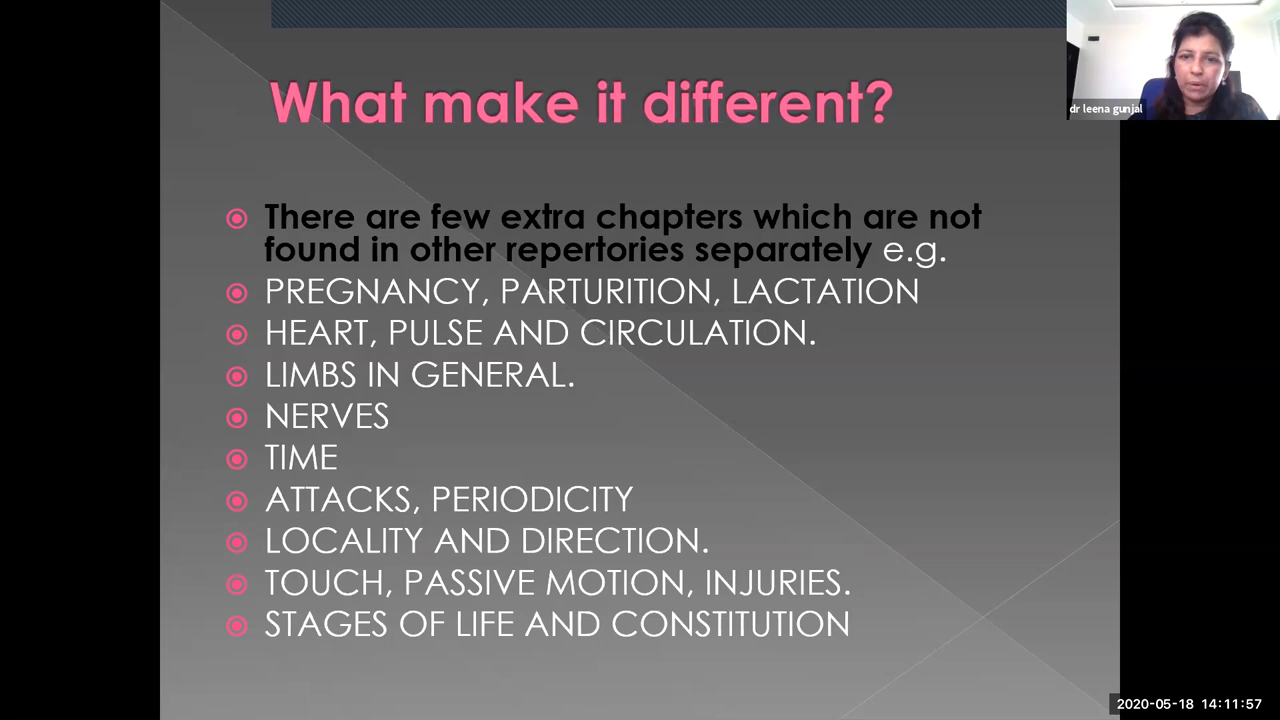 What make it different?
dr leena gunjal
There are few extra chapters which are not
found in other repertories separately e.g.
PREGNANCY, PARTURITION, LACTATION
HEART, PULSE AND CIRCULATION.
LIMBS IN GENERAL.
NERVES
TIME
ATTACKS, PERIODICITY
LOCALITY AND DIRECTION.
TOUCH, PASSIVE MOTION, INJURIES.
STAGES OF LIFE AND CONSTITUTION
2020-05-18 14:11:57